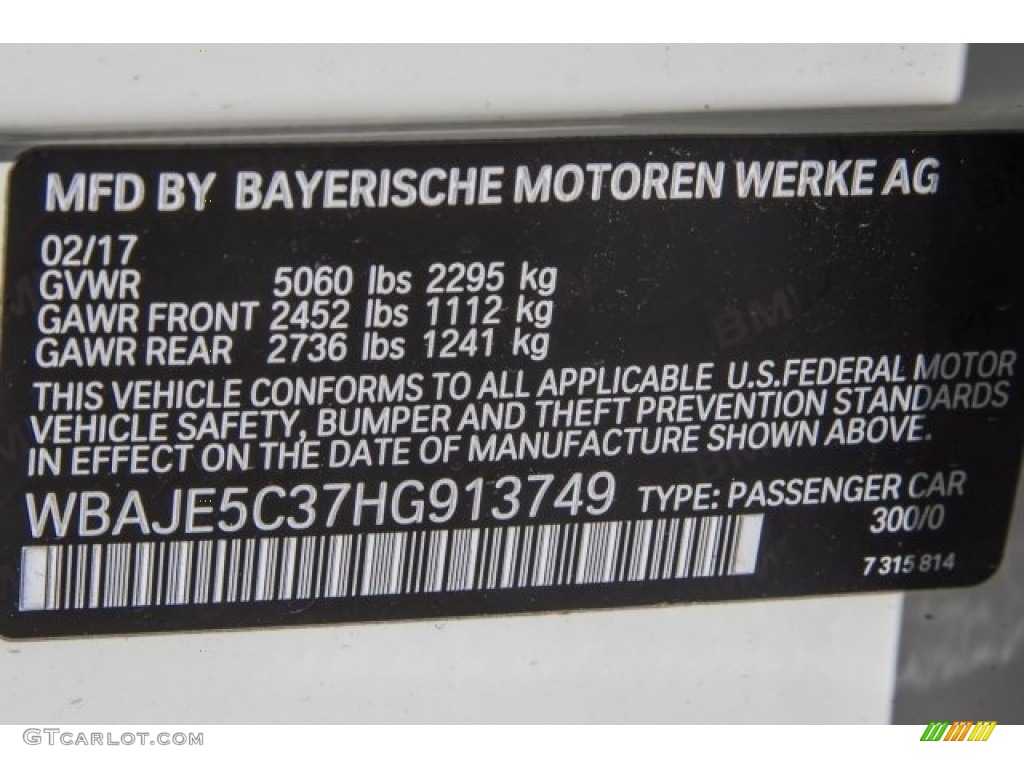 MFD BY BAYERISCHE MOTOREN WERKE AG
02/17
GVWR 5060 lbs 2295 kg
GAWR FRONT 2452 lbs 1112 kg
GAWR REAR 2736 lbs 1241 kg
THIS VEHICLE CONFORMS TO ALL APPLICABLE U.S.FEDERAL MOTOR
VEHICLE SAFETY, BUMPER AND THEFT PREVENTION STANDARDS
IN EFFECT ON THE DATE OF MANUFACTURE SHOWN ABOVE.
WBAJE5C37HG913749 TYPE: PASSENGER CAR
300/0
7 315 814
GTCARLOT.COM